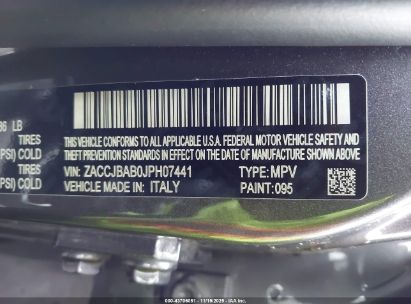 86 LB
TIRES
PSI) COLD
TIRES
PSI) COLD
THIS VEHICLE CONFORMS TO ALL APPLICABLE U.S.A. FEDERAL MOTOR VEHICLE SAFETY AND
THEFT PREVENTION STANDARDS IN EFFECT ON THE DATE OF MANUFACTURE SHOWN ABOVE.
VIN: ZACCJBAB0JPH07441 TYPE: MPV
VEHICLE MADE IN ITALY PAINT: 095